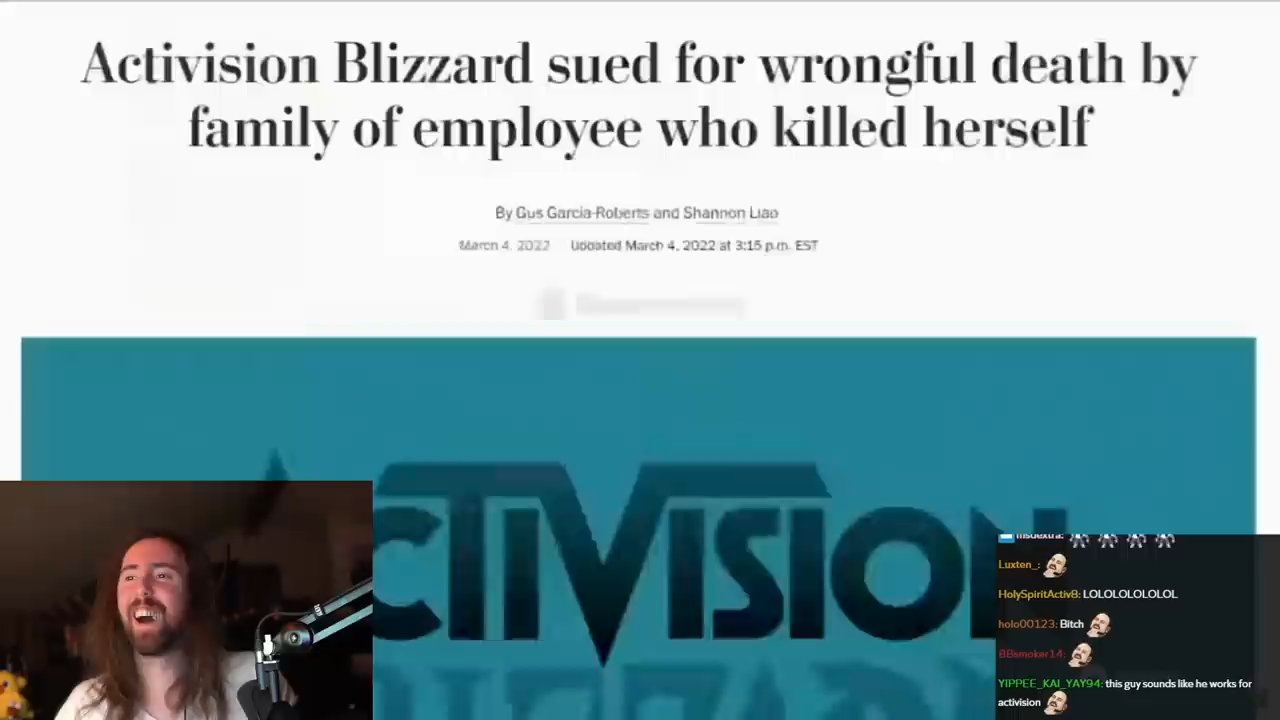 Activision Blizzard sued for wrongful death by
family of employee who killed herself
By Gus Garcia-Roberts and Shannon Liao
March 4, 2022 Updated March 4, 2022 at 3:15 p.m. EST
CTIVISION
Luxten_:
HolySpiritActiv8: LOLOLOLOLOLOL
holo00123: Bitch
BBsmoker14:
YIPPEE_KAI_YAY94: this guy sounds like he works for
activision